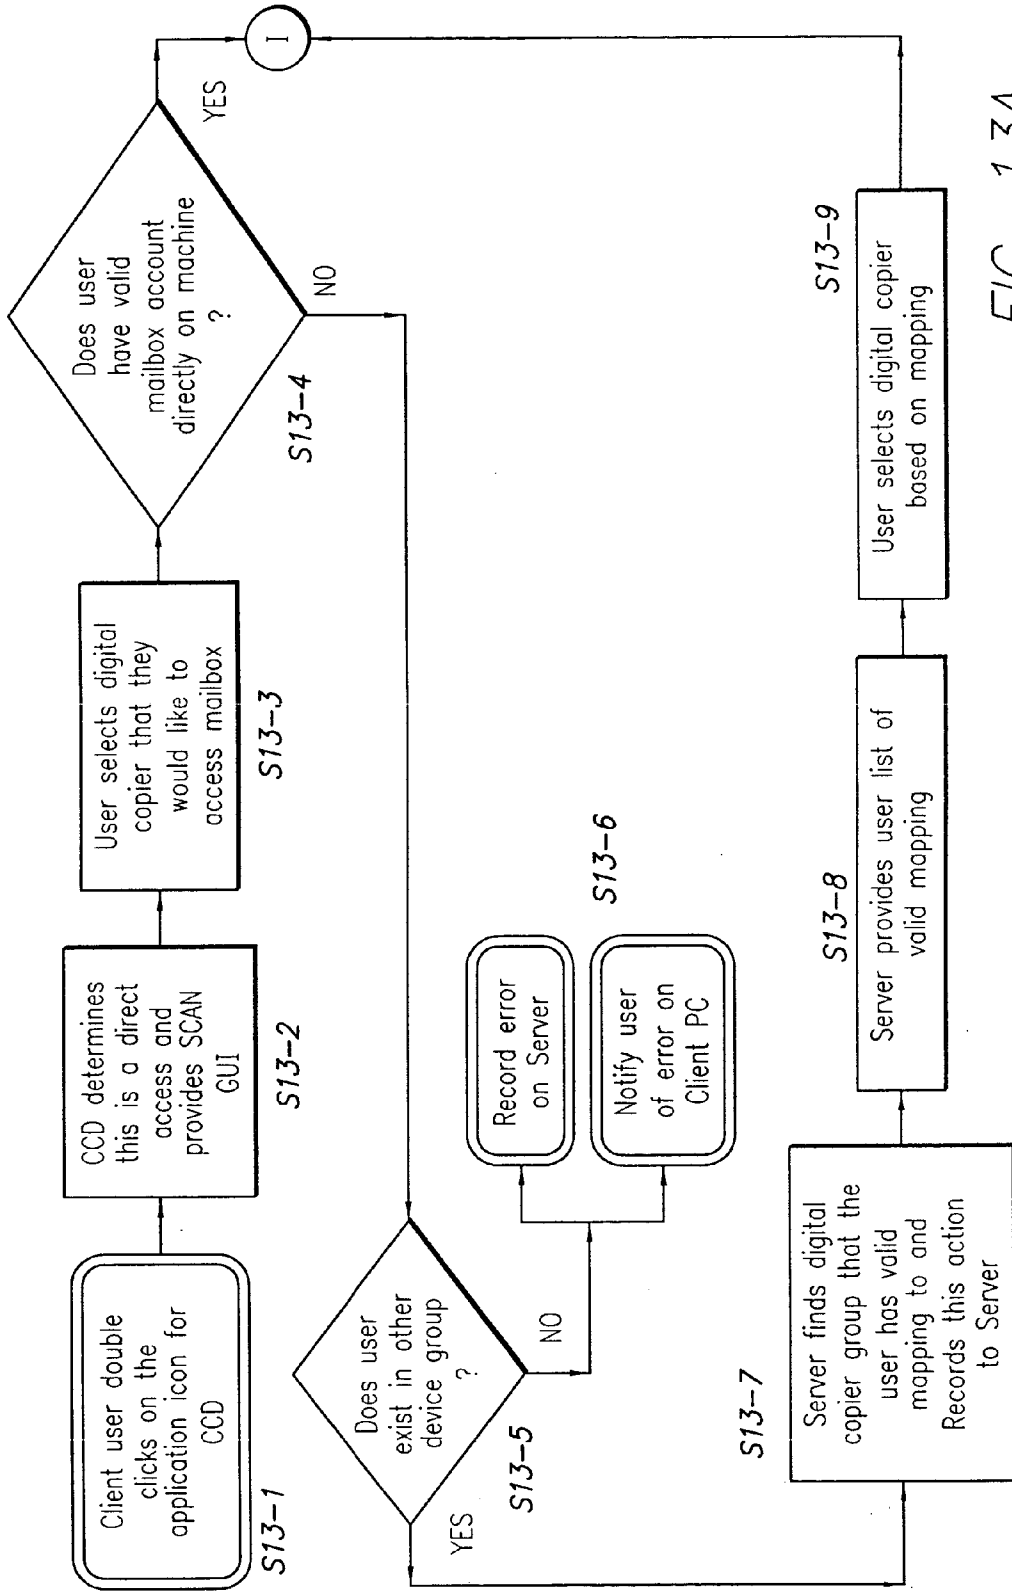 Client user double
clicks on the
application icon for
CCD
S13-1
CCD determines
this is a direct
access and
provides SCAN
GUI
S13-2
User selects digital
copier that they
would like to
access mailbox
S13-3
Does user
have valid
mailbox account
directly on machine
?
S13-4
YES
NO
I
Does user
exist in other
device group
?
S13-5
YES
NO
Record error
on Server
Notify user
of error on
Client PC
S13-6
Server finds digital
copier group that the
user has valid
mapping to and
Records this action
to Server
S13-7
Server provides user list of
valid mapping
S13-8
User selects digital copier
based on mapping
S13-9
FIG. 13A